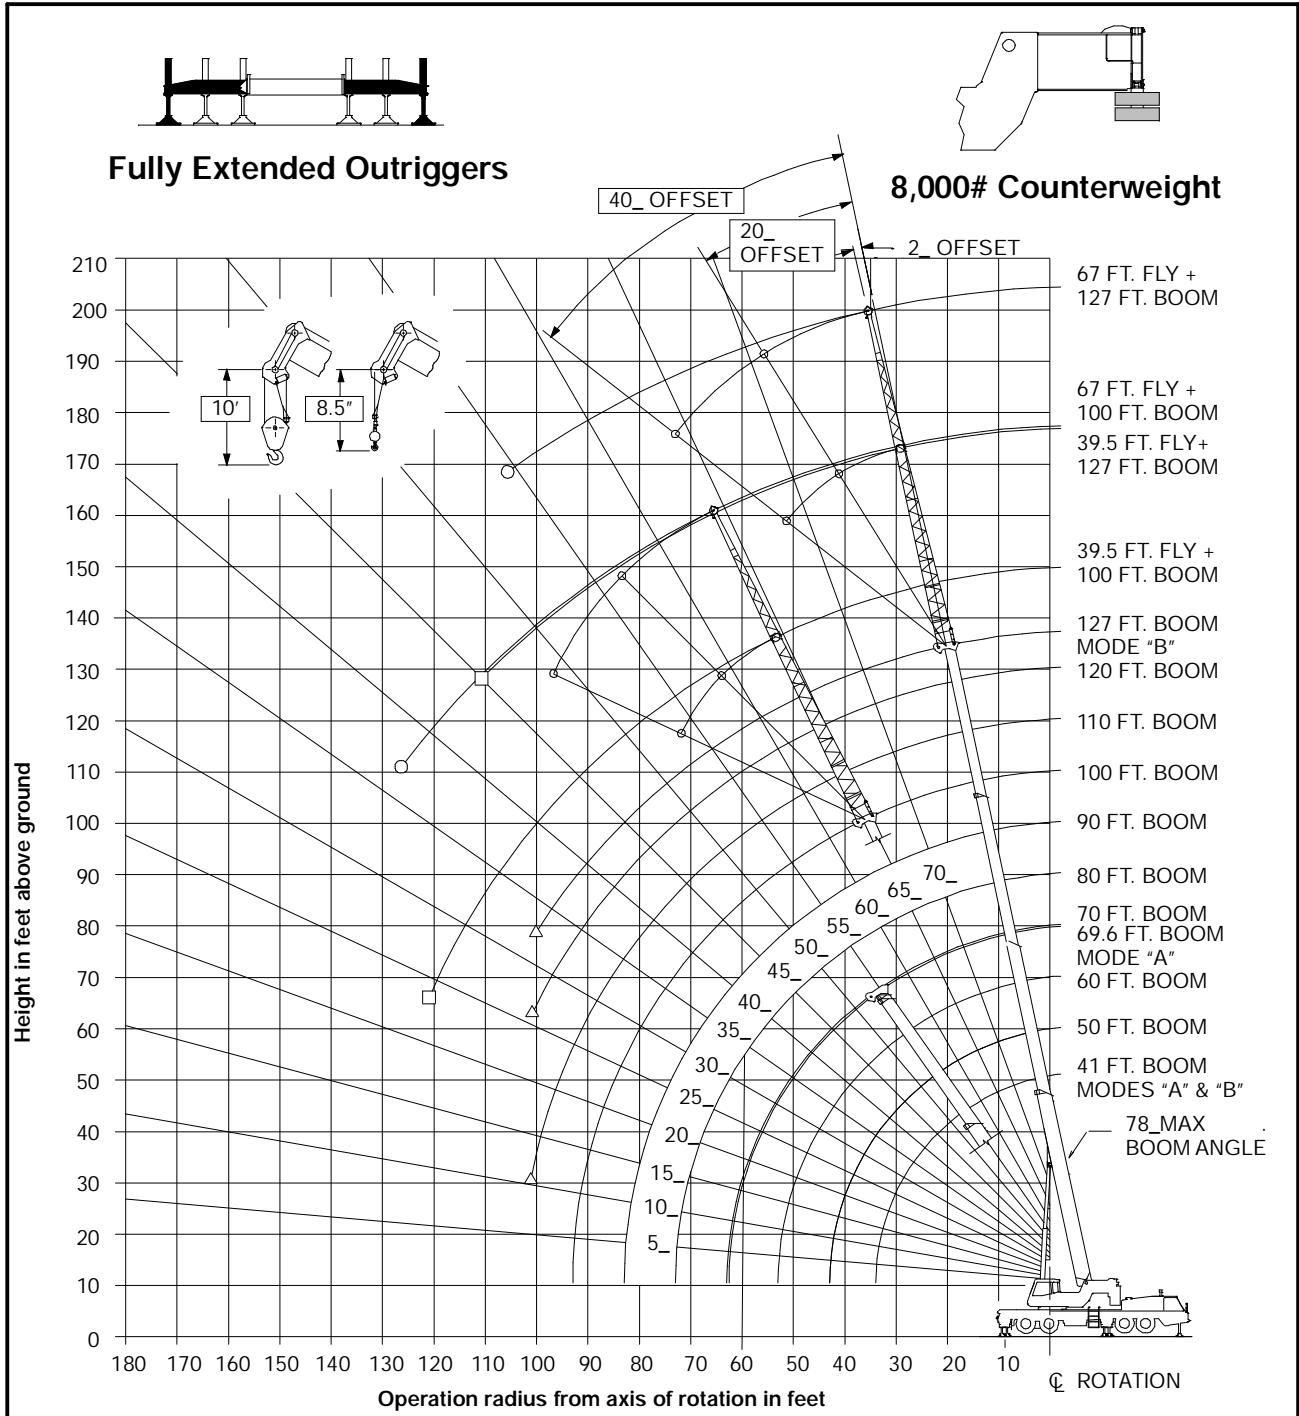 Fully Extended Outriggers
8,000# Counterweight
40_ OFFSET
20_
OFFSET
2_ OFFSET
10'
8.5"
67 FT. FLY +
127 FT. BOOM
67 FT. FLY +
100 FT. BOOM
39.5 FT. FLY+
127 FT. BOOM
39.5 FT. FLY +
100 FT. BOOM
127 FT. BOOM
MODE “B”
120 FT. BOOM
110 FT. BOOM
100 FT. BOOM
90 FT. BOOM
80 FT. BOOM
70 FT. BOOM
69.6 FT. BOOM
MODE “A”
60 FT. BOOM
50 FT. BOOM
41 FT. BOOM
MODES “A” & “B”
78_MAX .
BOOM ANGLE
210
200
190
180
170
160
150
140
130
120
110
100
90
80
70
60
50
40
30
20
10
0
70_
65_
60_
55_
50_
45_
40_
35_
30_
25_
20_
15_
10_
5_
Height in feet above ground
180 170 160 150 140 130 120 110 100 90 80 70 60 50 40 30 20 10
℄ ROTATION
Operation radius from axis of rotation in feet